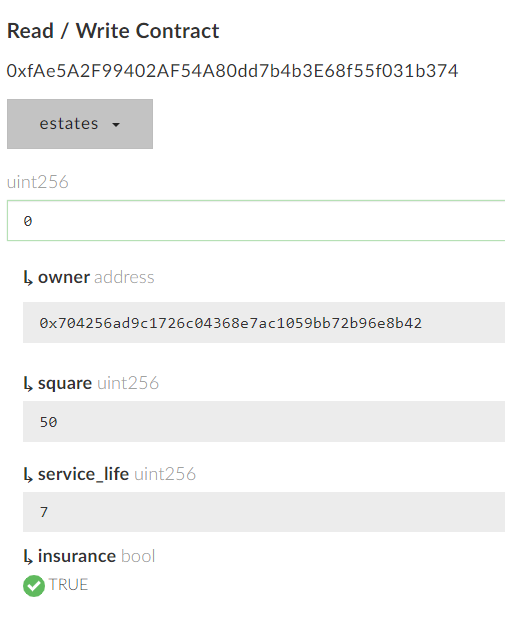 Read / Write Contract
0xfAe5A2F99402AF54A80dd7b4b3E68f55f031b374
estates
uint256
0
owner address
0x704256ad9c1726c04368e7ac1059bb72b96e8b42
square uint256
50
service_life uint256
7
insurance bool
TRUE